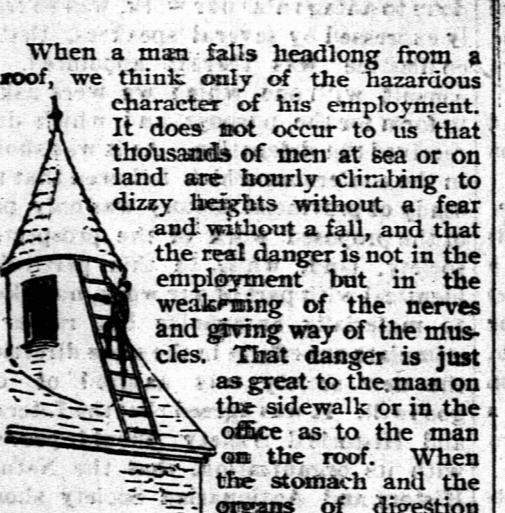 When a man falls headlong from a
roof, we think only of the hazardous
character of his employment.
It does not occur to us that
thousands of men at sea or on
land are hourly climbing to
dizzy heights without a fear
and without a fall, and that
the real danger is not in the
employment but in the
weakening of the nerves
and giving way of the mus-
cles. That danger is just
as great to the man on
the sidewalk or in the
office as to the man
on the roof. When
the stomach and the
organs of digestion